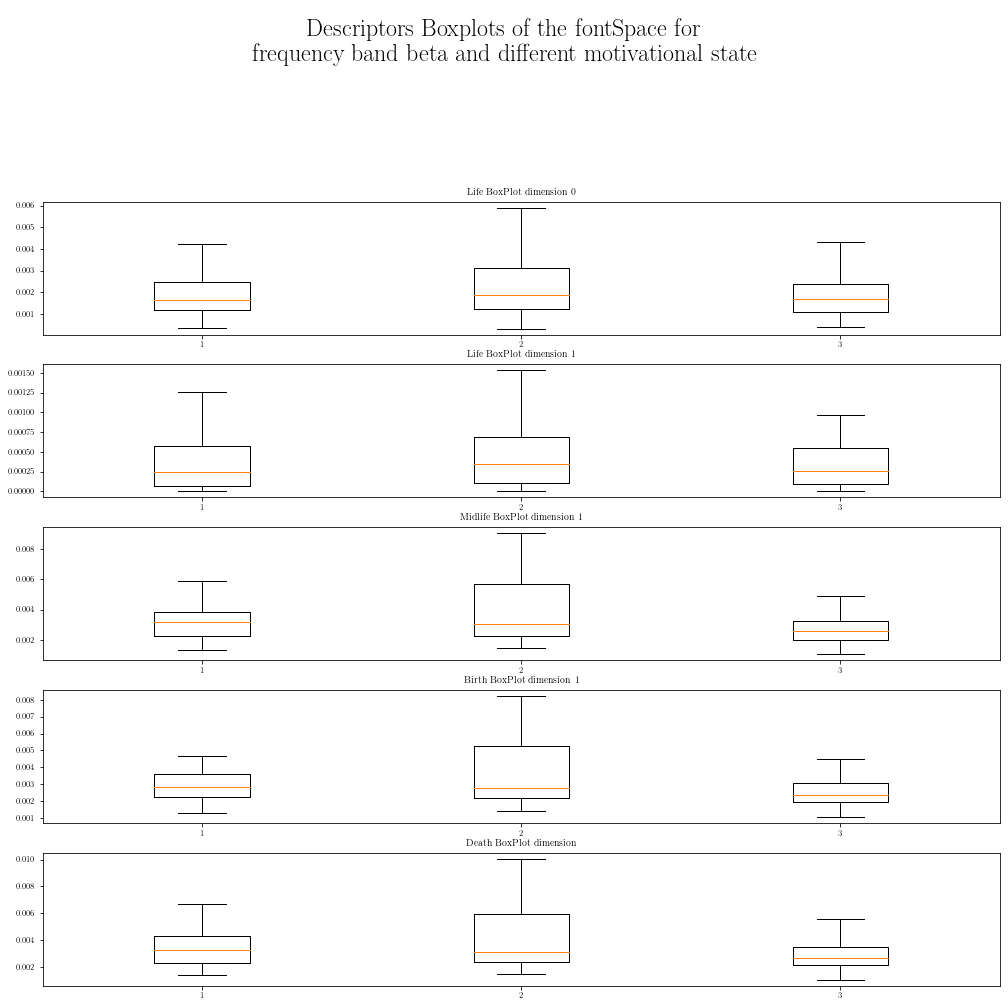 Descriptors Boxplots of the fontSpace for
frequency band beta and different motivational state
Life BoxPlot dimension 0
0.006
0.005
0.004
0.003
0.002
0.001
1 2 3
Life BoxPlot dimension 1
0.00150
0.00125
0.00100
0.00075
0.00050
0.00025
0.00000
1 2 3
Midlife BoxPlot dimension 1
0.008
0.006
0.004
0.002
1 2 3
Birth BoxPlot dimension 1
0.008
0.007
0.006
0.005
0.004
0.003
0.002
0.001
1 2 3
Death BoxPlot dimension
0.010
0.008
0.006
0.004
0.002
1 2 3